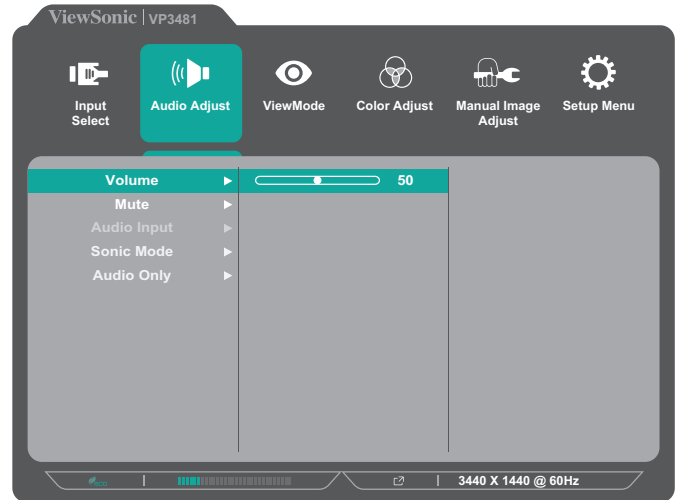 ViewSonic | VP3481
Input Select
Audio Adjust
ViewMode
Color Adjust
Manual Image Adjust
Setup Menu
Volume 50
Mute
Audio Input
Sonic Mode
Audio Only
eco
3440 X 1440 @ 60Hz